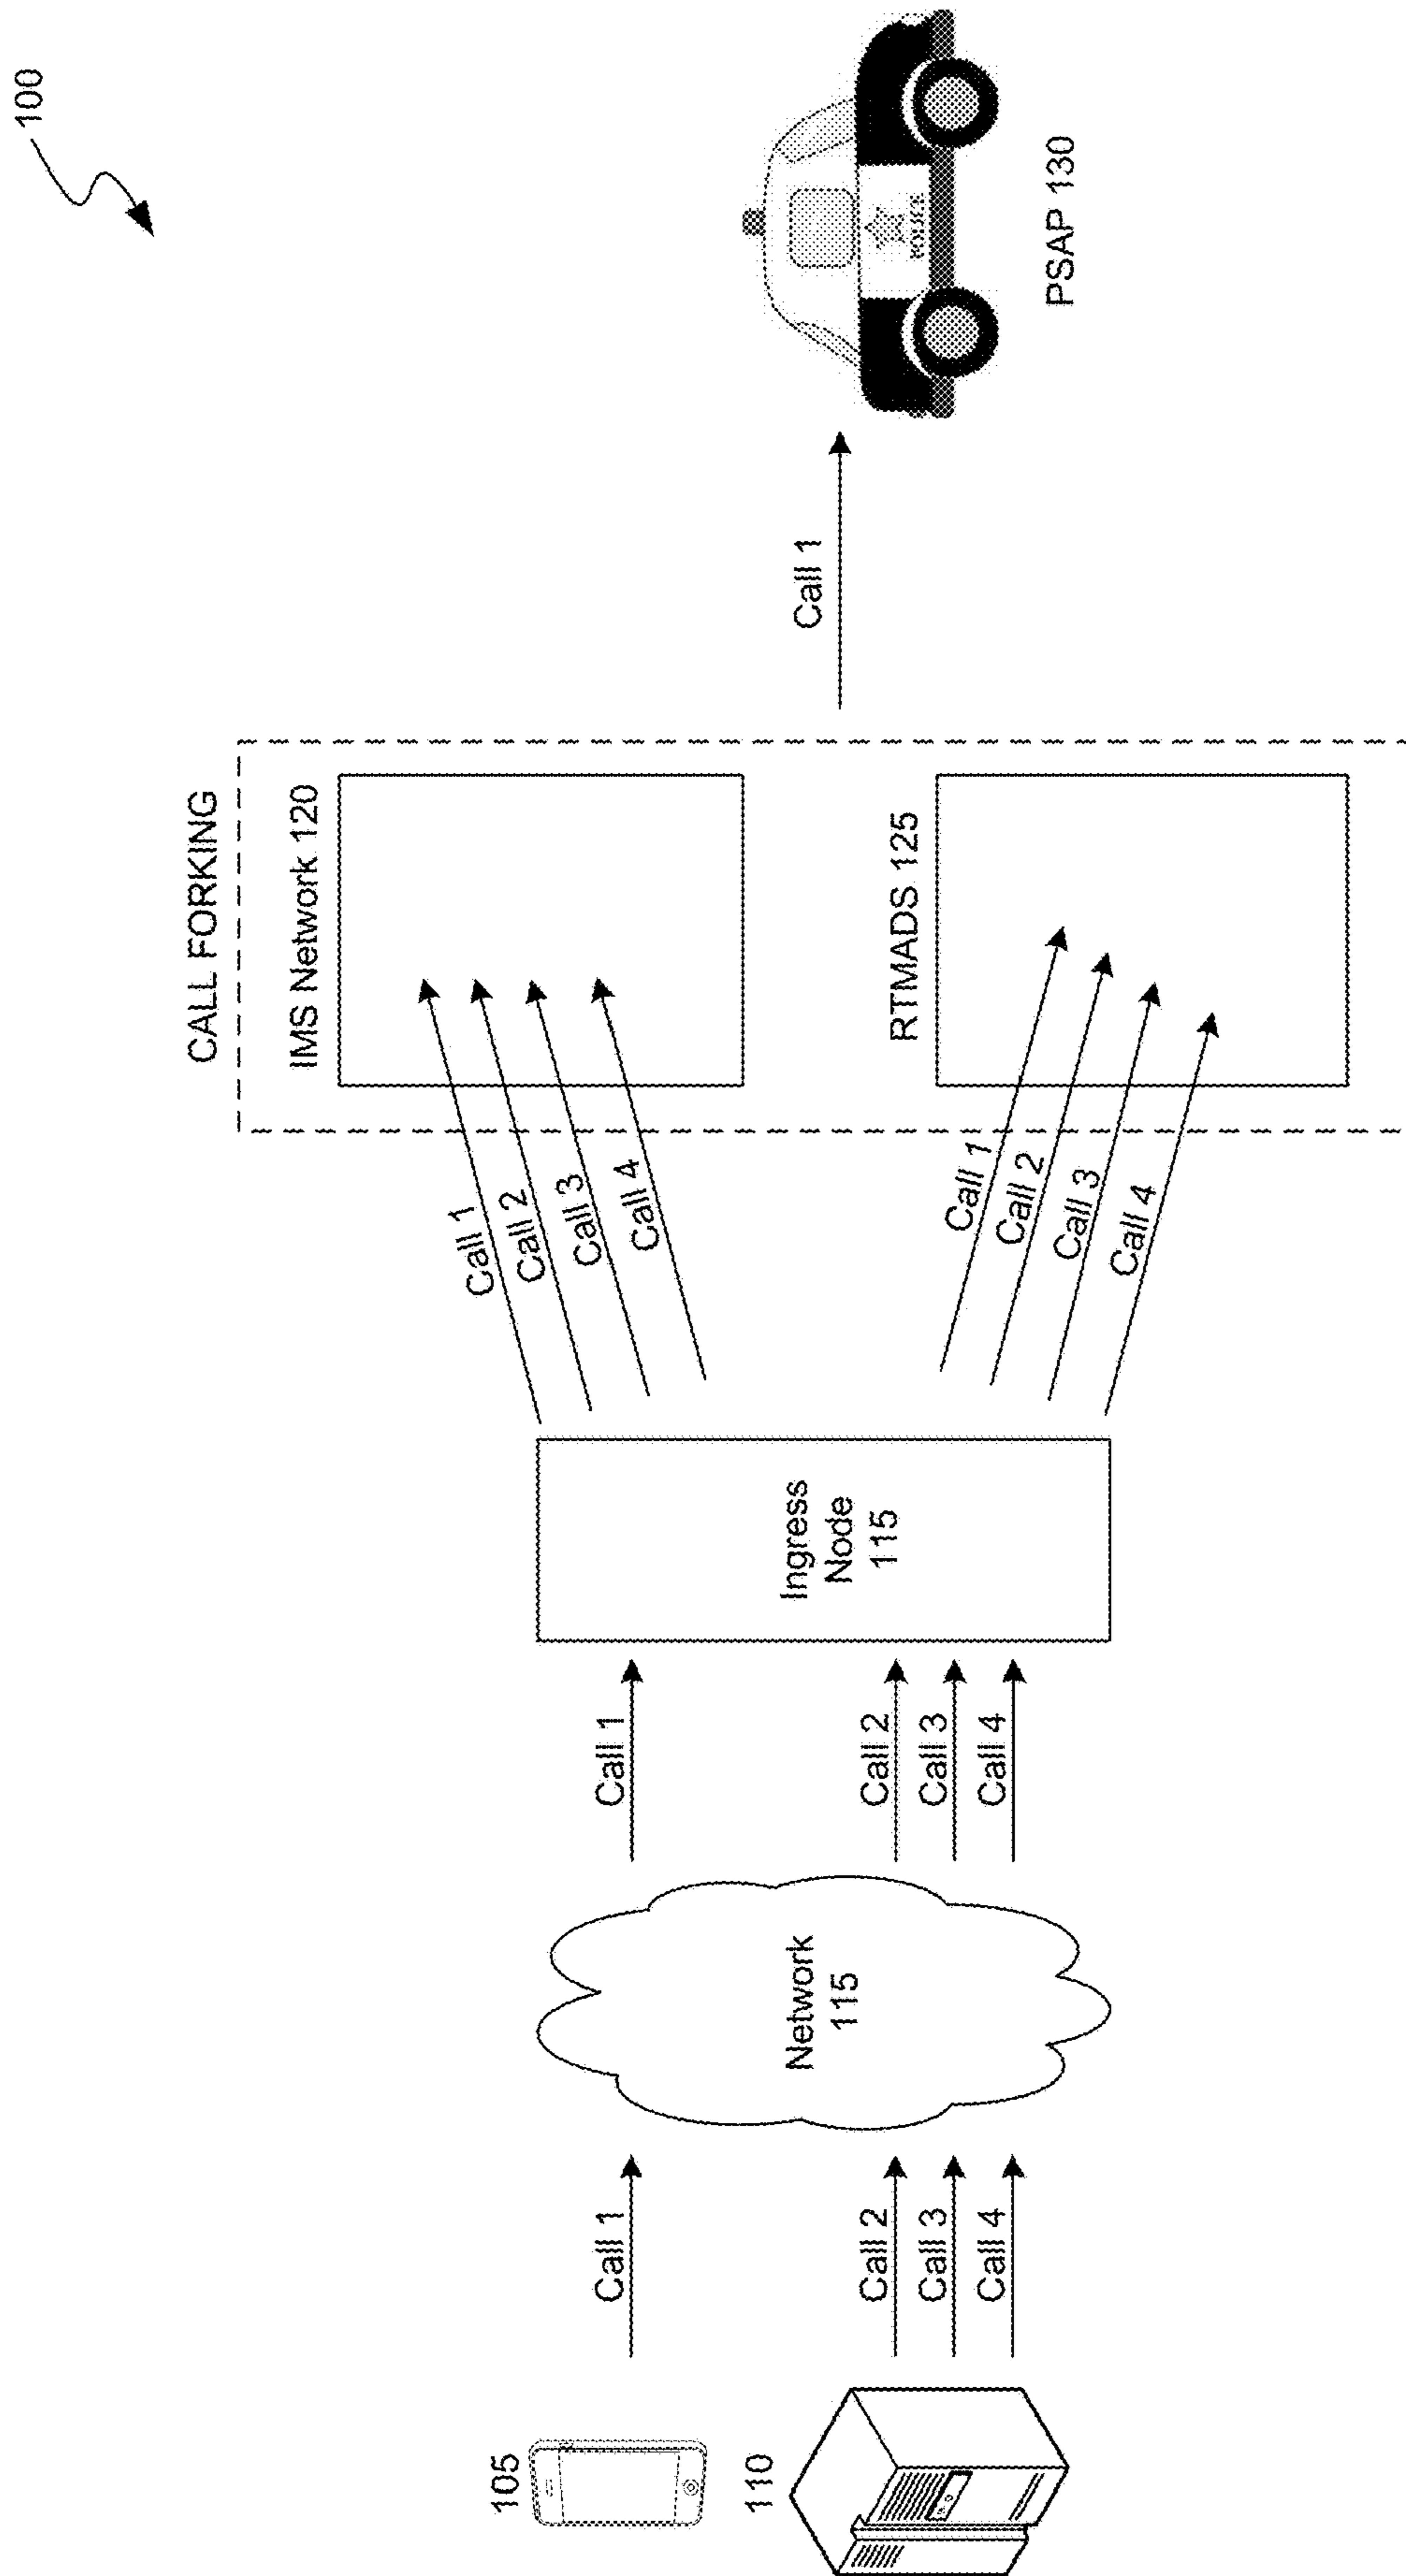 100
CALL FORKING
IMS Network 120
RTMADS 125
105
110
Call 1
Call 2
Call 3
Call 4
Network
115
Call 1
Call 2
Call 3
Call 4
Ingress
Node
115
Call 1
Call 2
Call 3
Call 4
Call 1
Call 2
Call 3
Call 4
Call 1
POLICE
PSAP 130